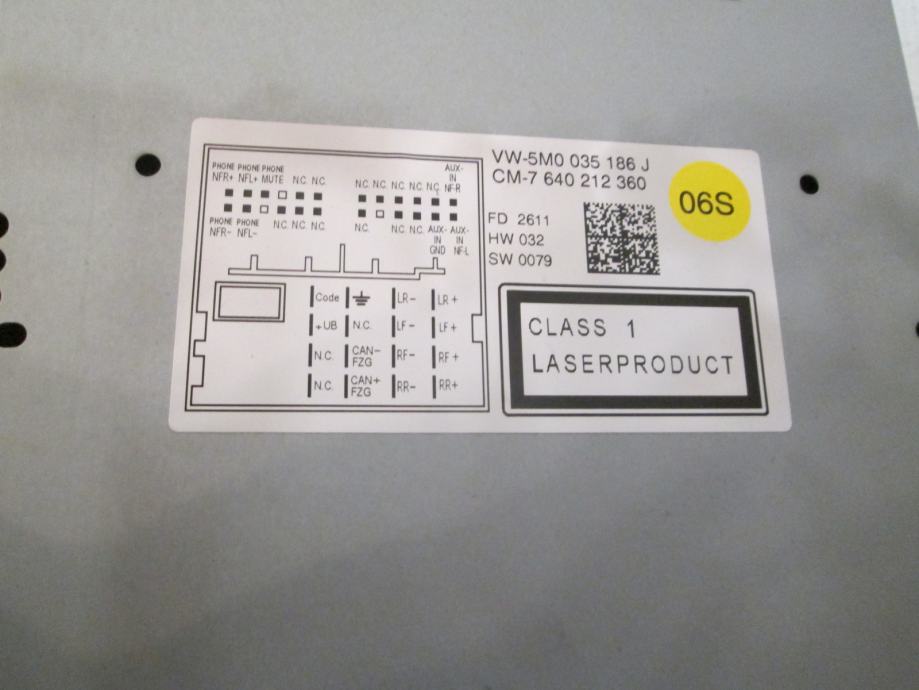 PHONE PHONE PHONE
NFR+ NFL+ MUTE N.C. N.C.
PHONE PHONE
NFR- NFL- N.C. N.C. N.C.
AUX-
IN
N.C. N.C. N.C. N.C. N.C. NF-R
N.C. N.C. N.C. AUX- AUX-
IN IN
GND NF-L
Code LR- LR+
+UB N.C. LF- LF+
N.C. CAN- FZG RF- RF+
N.C. CAN+ FZG RR- RR+
VW-5M0 035 186 J
CM-7 640 212 360
FD 2611
HW 032
SW 0079
06S
CLASS 1
LASERPRODUCT